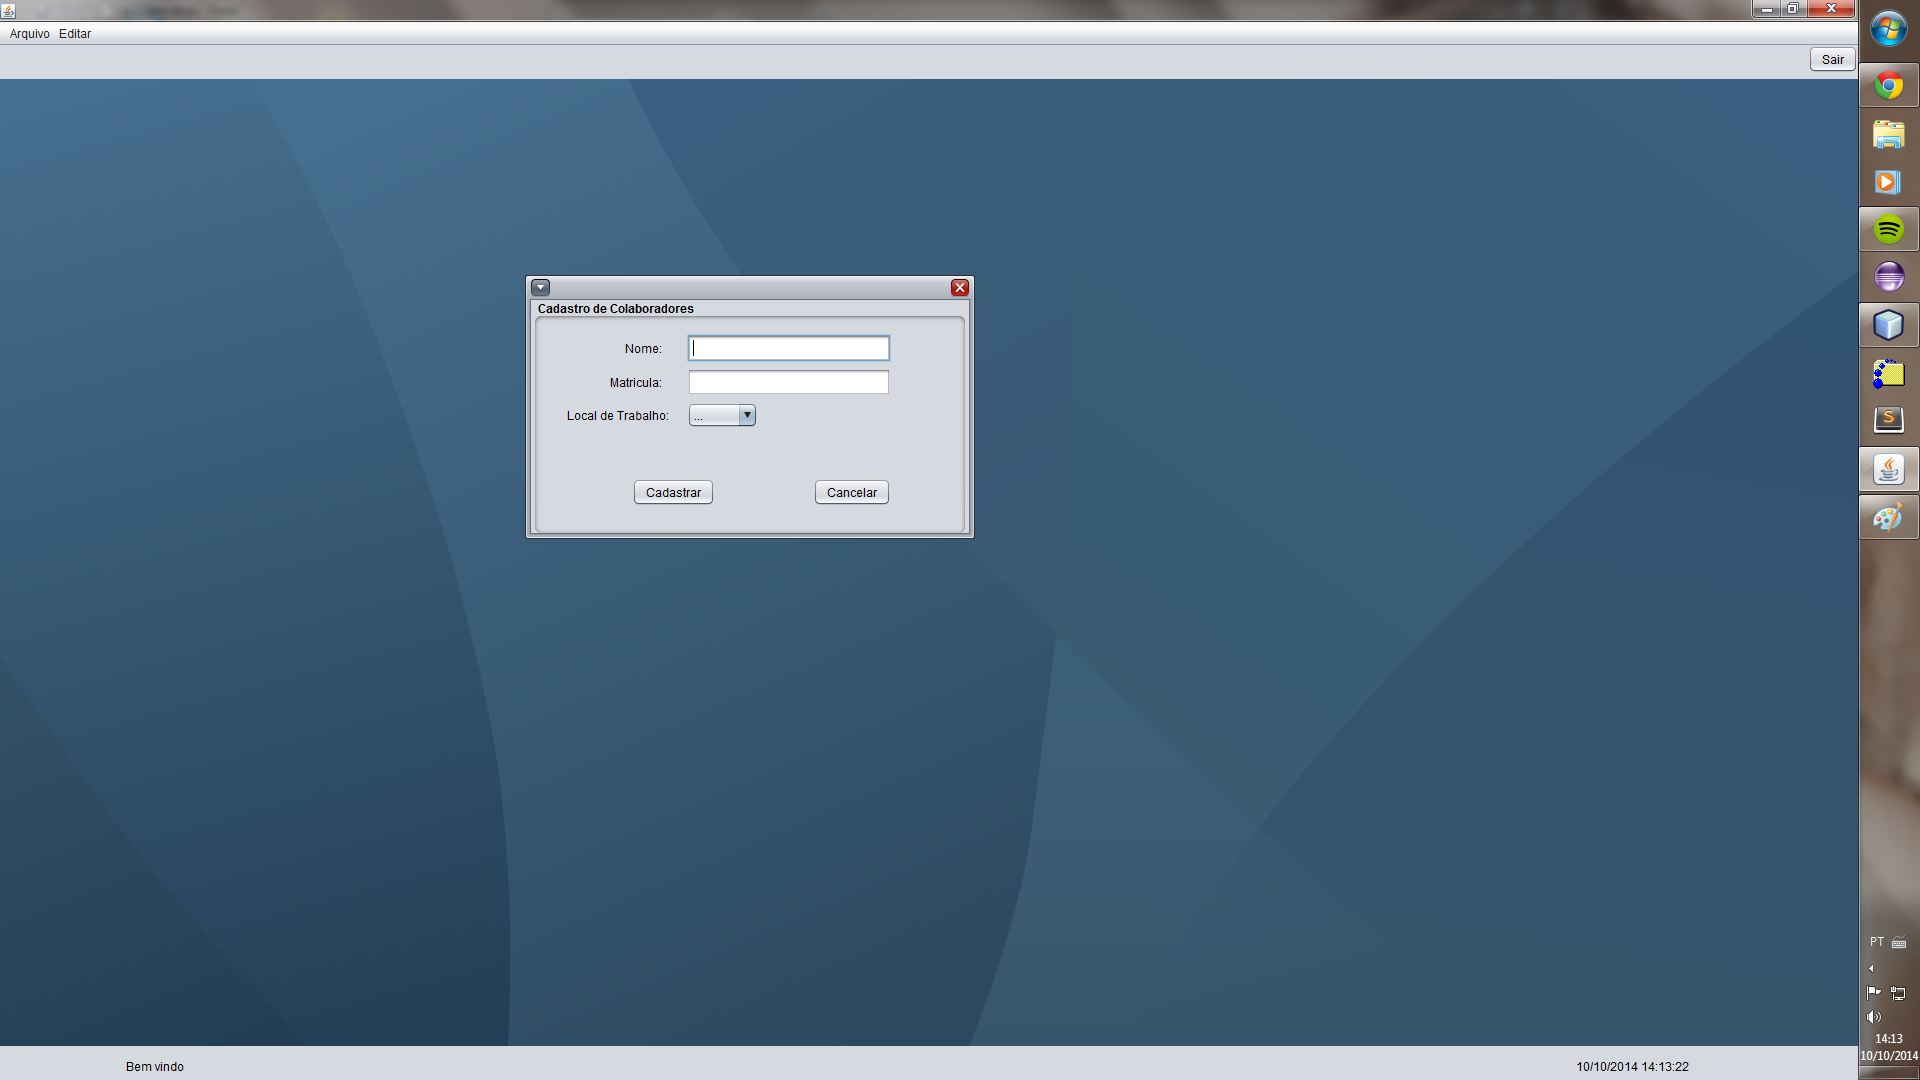 Arquivo Editar
Sair
Cadastro de Colaboradores
Nome:
Matricula:
Local de Trabalho: ...
Cadastrar Cancelar
PT
14:13
10/10/2014
Bem vindo 10/10/2014 14:13:22